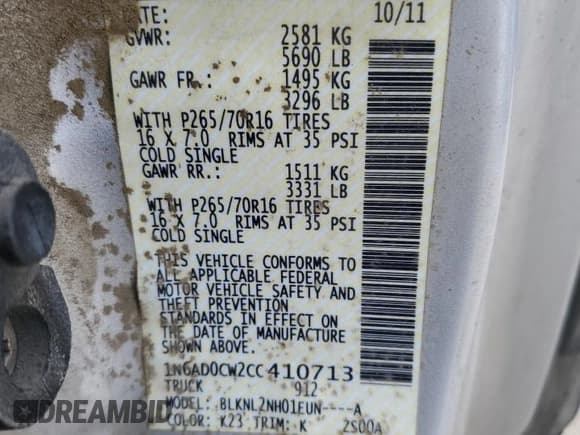 DATE: 10/11
GVWR: 2581 KG
5690 LB
GAWR FR.: 1495 KG
3296 LB
WITH P265/70R16 TIRES
16 X 7.0 RIMS AT 35 PSI
COLD SINGLE
GAWR RR.: 1511 KG
3331 LB
WITH P265/70R16 TIRES
16 X 7.0 RIMS AT 35 PSI
COLD SINGLE
THIS VEHICLE CONFORMS TO
ALL APPLICABLE FEDERAL
MOTOR VEHICLE SAFETY AND
THEFT PREVENTION
STANDARDS IN EFFECT ON
THE DATE OF MANUFACTURE
SHOWN ABOVE.
1N6AD0CW2CC410713
TRUCK 912
MODEL: BLKNL2NH01EUN----A
COLOR: K23 TRIM: K 2S00A
REAL DEAL
BID.CARS